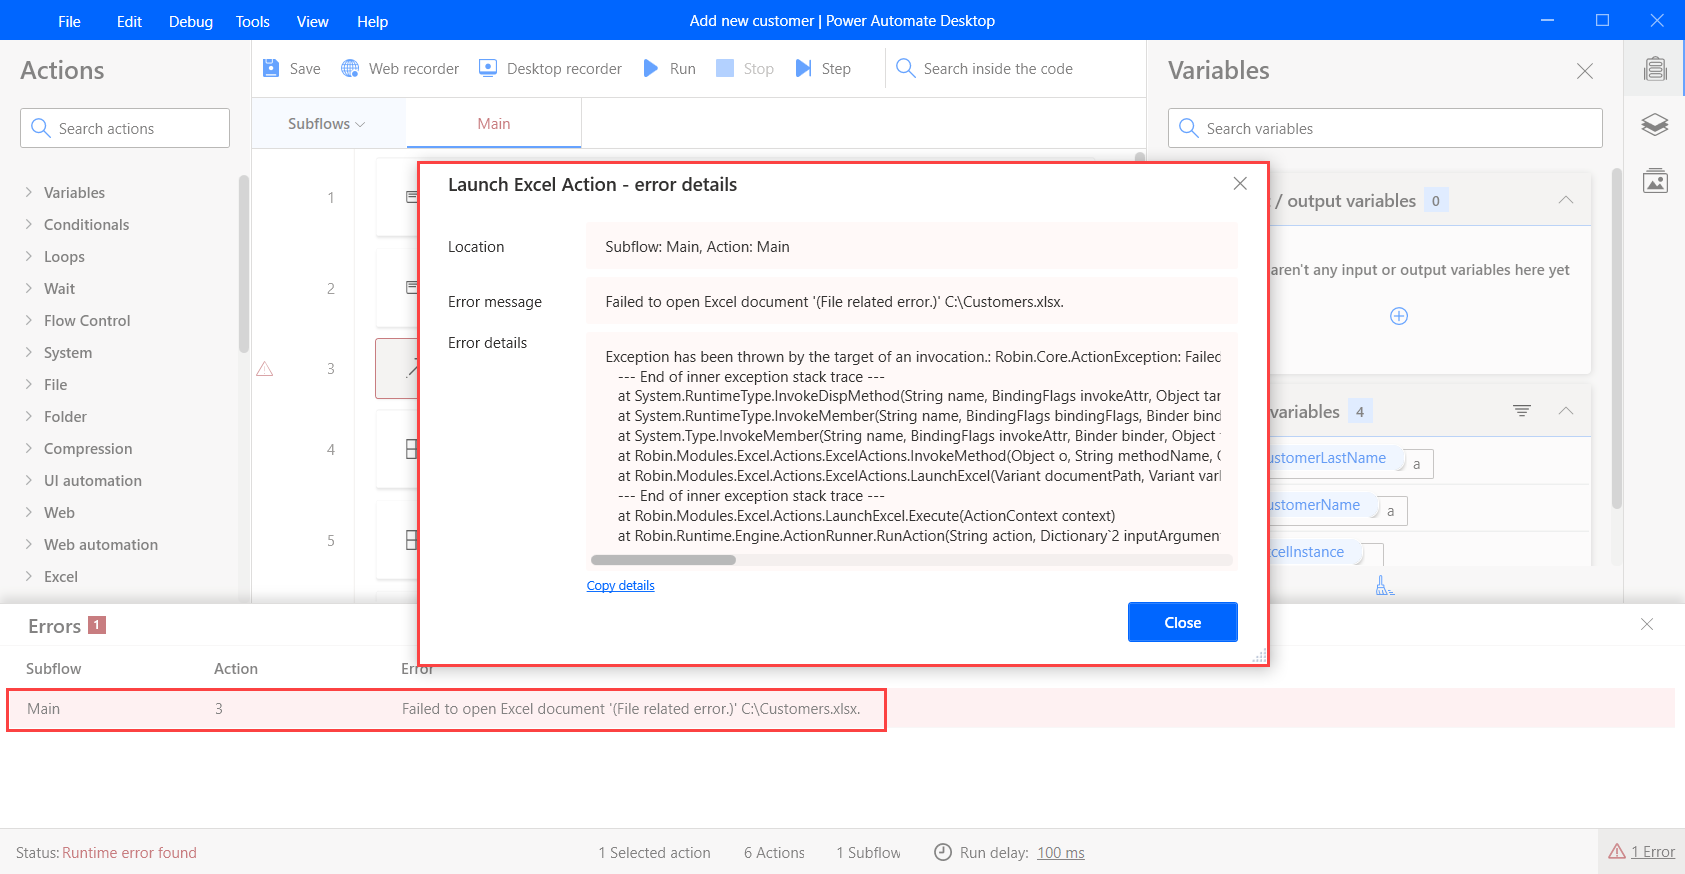 File Edit Debug Tools View Help
Add new customer | Power Automate Desktop
Actions
Search actions
Variables
Conditionals
Loops
Wait
Flow Control
System
File
Folder
Compression
UI automation
Web
Web automation
Excel
Save Web recorder Desktop recorder Run Stop Step Search inside the code
Subflows Main
1
2
3
4
5
Launch Excel Action - error details
Location Subflow: Main, Action: Main
Error message Failed to open Excel document '(File related error.)' C:\Customers.xlsx.
Error details
Exception has been thrown by the target of an invocation.: Robin.Core.ActionException: Failed
--- End of inner exception stack trace ---
at System.RuntimeType.InvokeDispMethod(String name, BindingFlags invokeAttr, Object tar
at System.RuntimeType.InvokeMember(String name, BindingFlags bindingFlags, Binder bind
at System.Type.InvokeMember(String name, BindingFlags invokeAttr, Binder binder, Object
at Robin.Modules.Excel.Actions.ExcelActions.InvokeMethod(Object o, String methodName,
at Robin.Modules.Excel.Actions.ExcelActions.LaunchExcel(Variant documentPath, Variant vari
--- End of inner exception stack trace ---
at Robin.Modules.Excel.Actions.LaunchExcel.Execute(ActionContext context)
at Robin.Runtime.Engine.ActionRunner.RunAction(String action, Dictionary`2 inputArgument
Copy details
Close
Variables
Search variables
/ output variables 0
aren't any input or output variables here yet
variables 4
ustomerLastName a
ustomerName a
xcelInstance
Errors 1
Subflow Action Error
Main 3 Failed to open Excel document '(File related error.)' C:\Customers.xlsx.
Status: Runtime error found 1 Selected action 6 Actions 1 Subflow Run delay: 100 ms 1 Error